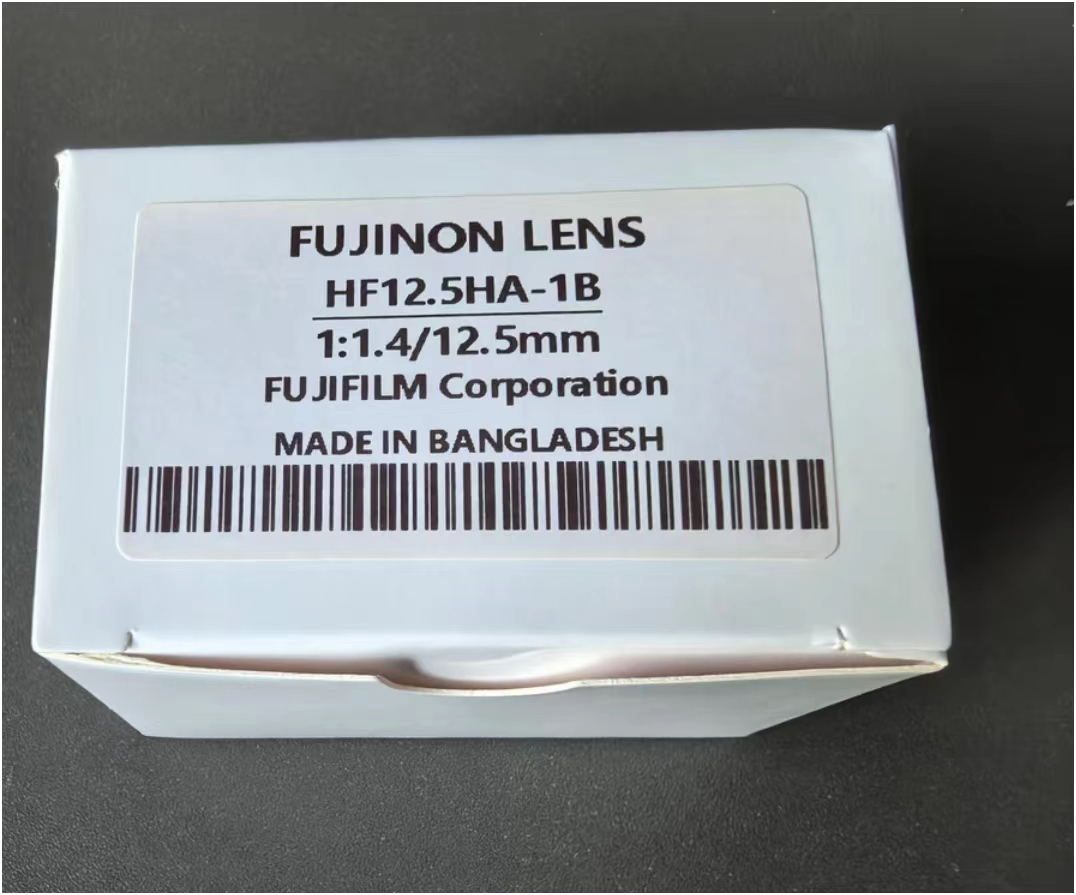 FUJINON LENS
HF12.5HA-1B
1:1.4/12.5mm
FUJIFILM Corporation
MADE IN BANGLADESH